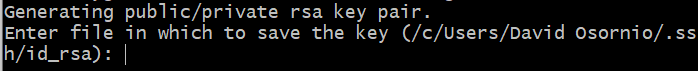 Generating public/private rsa key pair.
Enter file in which to save the key (/c/Users/David Osornio/.ss
h/id_rsa):